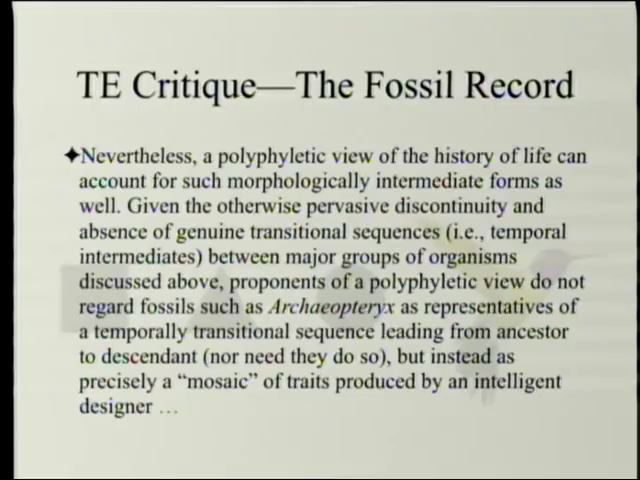 TE Critique—The Fossil Record
✦Nevertheless, a polyphyletic view of the history of life can
account for such morphologically intermediate forms as
well. Given the otherwise pervasive discontinuity and
absence of genuine transitional sequences (i.e., temporal
intermediates) between major groups of organisms
discussed above, proponents of a polyphyletic view do not
regard fossils such as Archaeopteryx as representatives of
a temporally transitional sequence leading from ancestor
to descendant (nor need they do so), but instead as
precisely a “mosaic” of traits produced by an intelligent
designer …